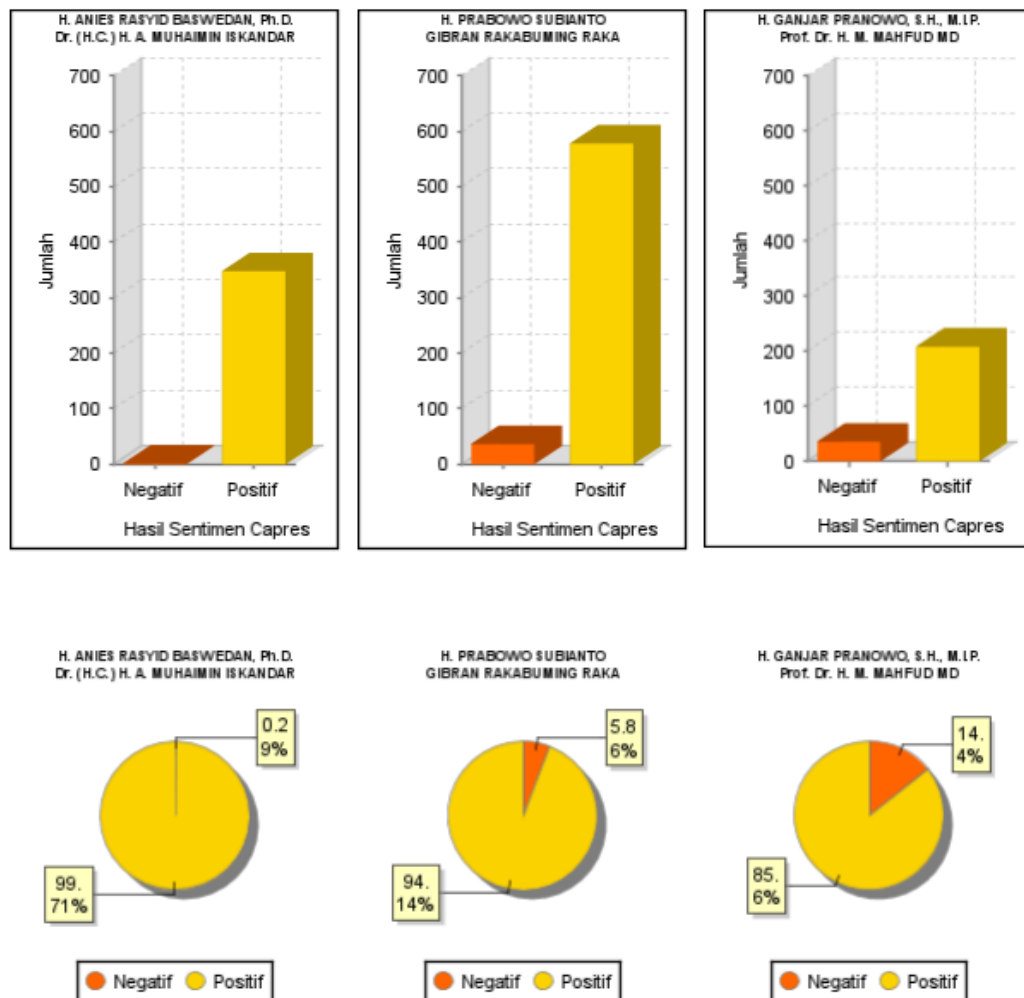 H. ANIES RASYID BASWEDAN, Ph.D.
Dr. (H.C.) H. A. MUHAIMIN ISKANDAR
700
600
500
400
300
200
100
0
Jumlah
Negatif Positif
Hasil Sentimen Capres
H. PRABOWO SUBIANTO
GIBRAN RAKABUMING RAKA
700
600
500
400
300
200
100
0
Jumlah
Negatif Positif
Hasil Sentimen Capres
H. GANJAR PRANOWO, S.H., M.I.P.
Prof. Dr. H. M. MAHFUD MD
700
600
500
400
300
200
100
0
Jumlah
Negatif Positif
Hasil Sentimen Capres
H. ANIES RASYID BASWEDAN, Ph.D.
Dr. (H.C.) H. A. MUHAIMIN ISKANDAR
0.2
9%
99.
71%
Negatif Positif
H. PRABOWO SUBIANTO
GIBRAN RAKABUMING RAKA
5.8
6%
94.
14%
Negatif Positif
H. GANJAR PRANOWO, S.H., M.I.P.
Prof. Dr. H. M. MAHFUD MD
14.
4%
85.
6%
Negatif Positif